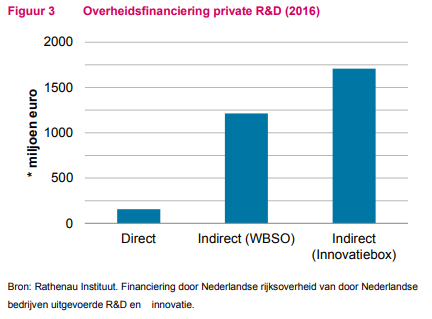 Figuur 3 Overheidsfinanciering private R&D (2016)
* miljoen euro
2000
1500
1000
500
0
Direct
Indirect (WBSO)
Indirect
(Innovatiebox)
Bron: Rathenau Instituut. Financiering door Nederlandse rijksoverheid van door Nederlandse
bedrijven uitgevoerde R&D en innovatie.